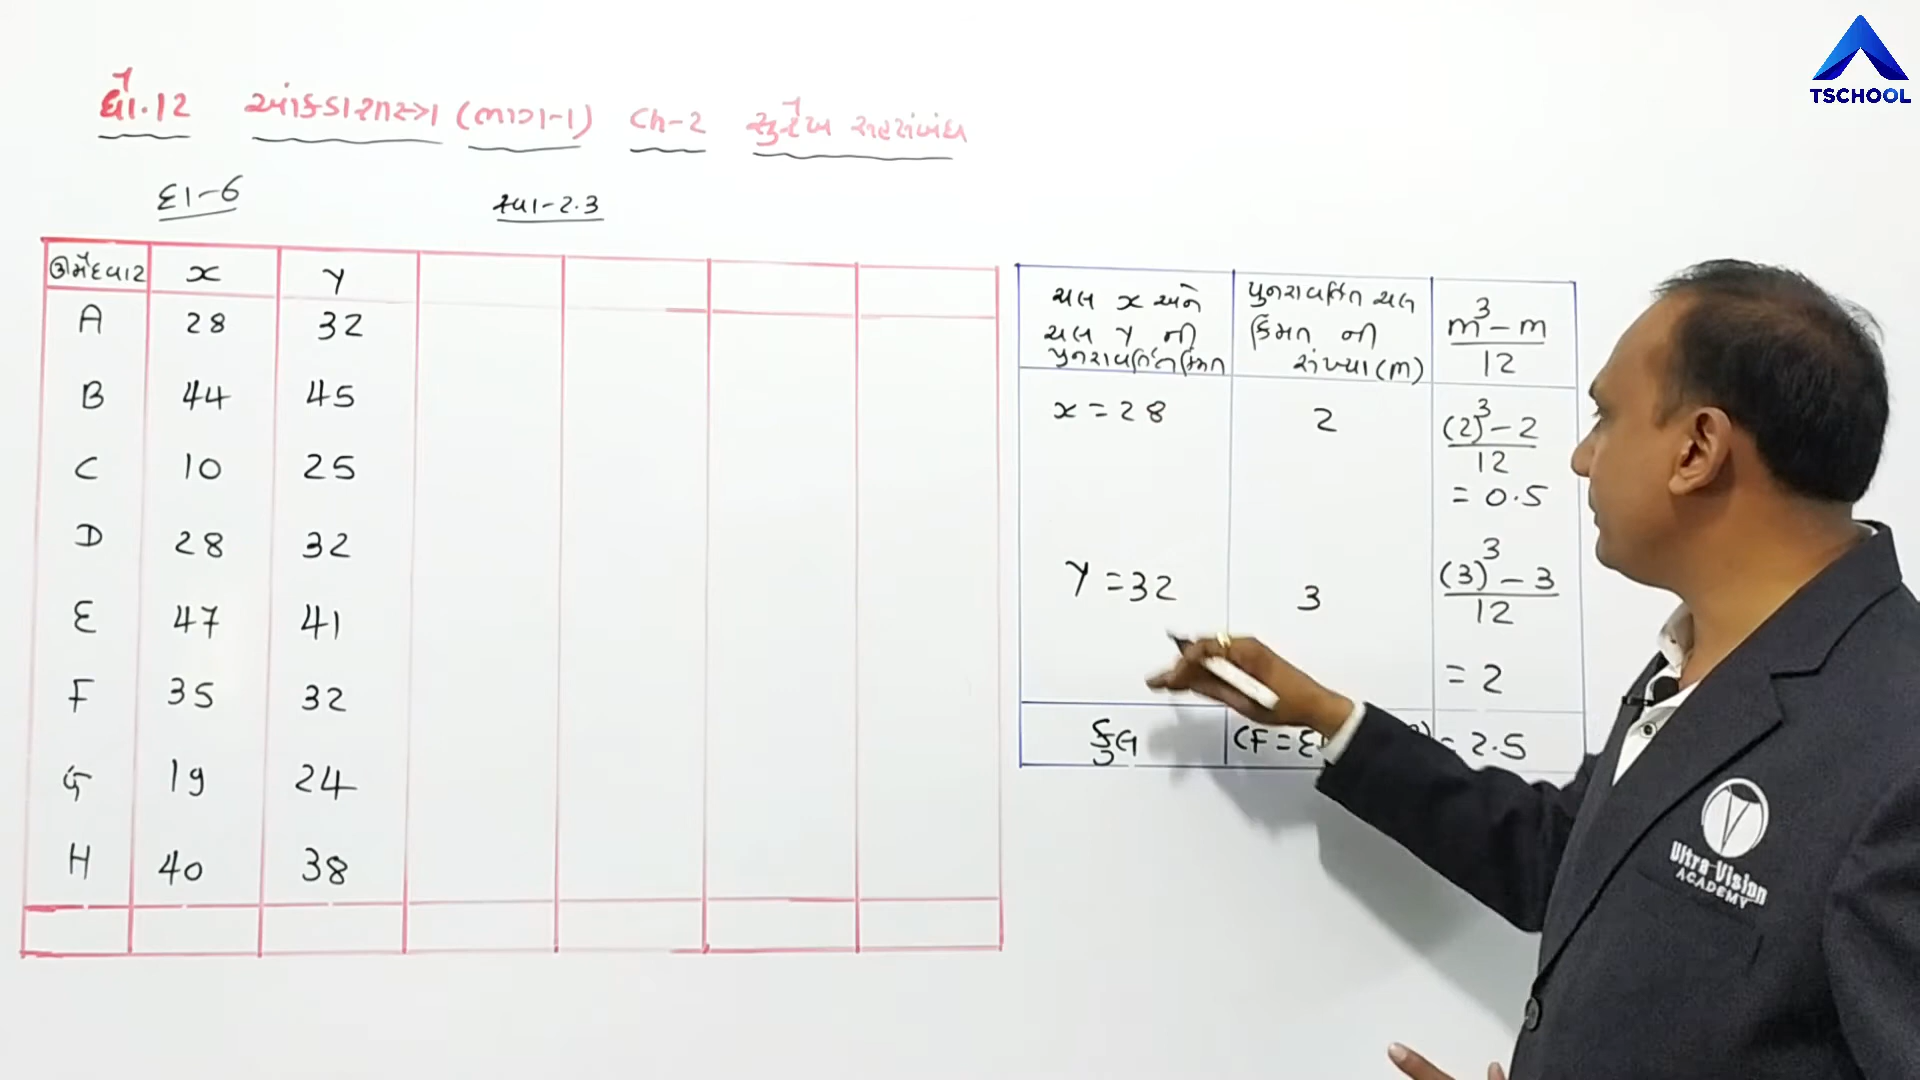 ધો.12 આંકડાશાસ્ત્ર (ભાગ-1) Ch-2 સુરેખ સહસંબંધ
દા-6 સ્વા-2.3
ઉમેદવાર x Y
A 28 32
B 44 45
C 10 25
D 28 32
E 47 41
F 35 32
G 19 24
H 40 38
ચલ x અને
ચલ Y ની
પુનરાવર્તિત કિંમત
પુનરાવર્તિત ચલ
કિંમત ની
સંખ્યા (m)
m³ - m
12
x = 28 2 (2)³ - 2
12
= 0.5
Y = 32 3 (3)³ - 3
12
= 2
કુલ CF = = 2.5
TSCHOOL
Ultra Vision
ACADEMY